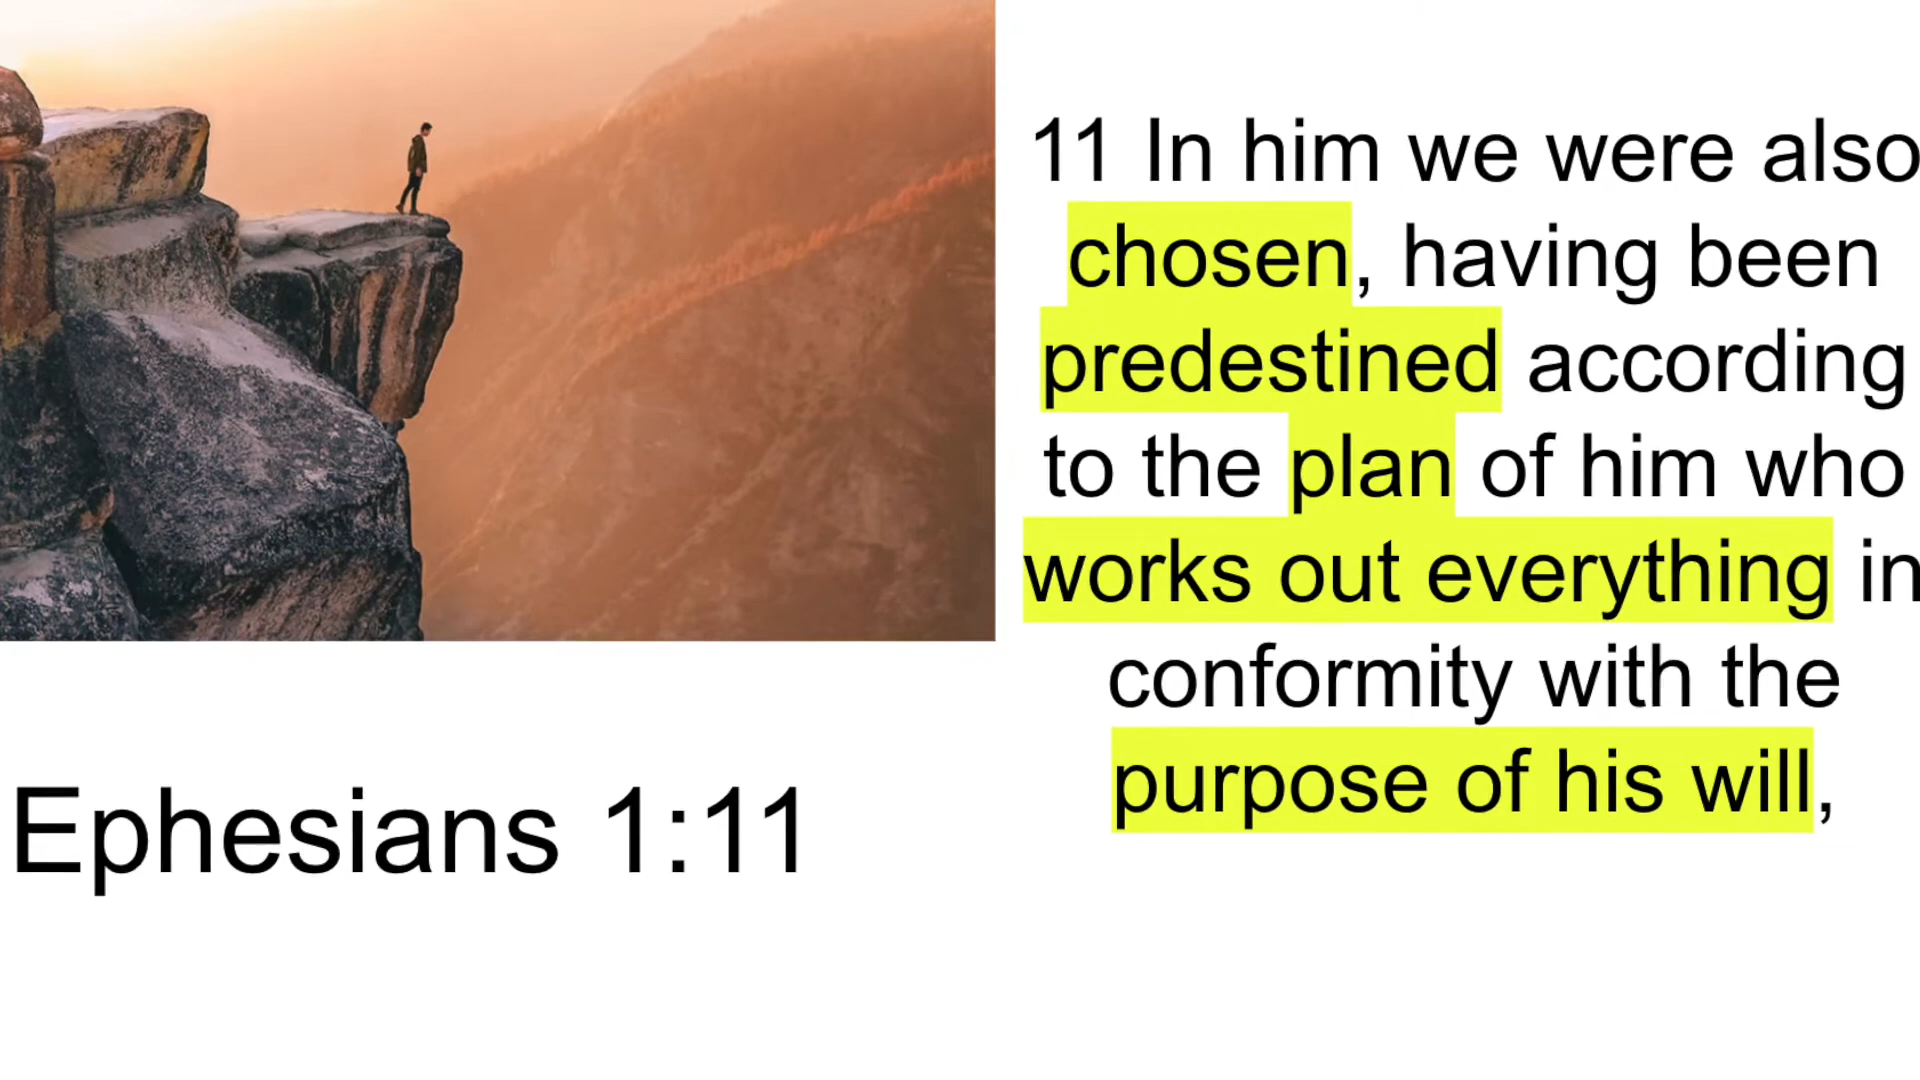 11 In him we were also
chosen, having been
predestined according
to the plan of him who
works out everything in
conformity with the
purpose of his will,
Ephesians 1:11